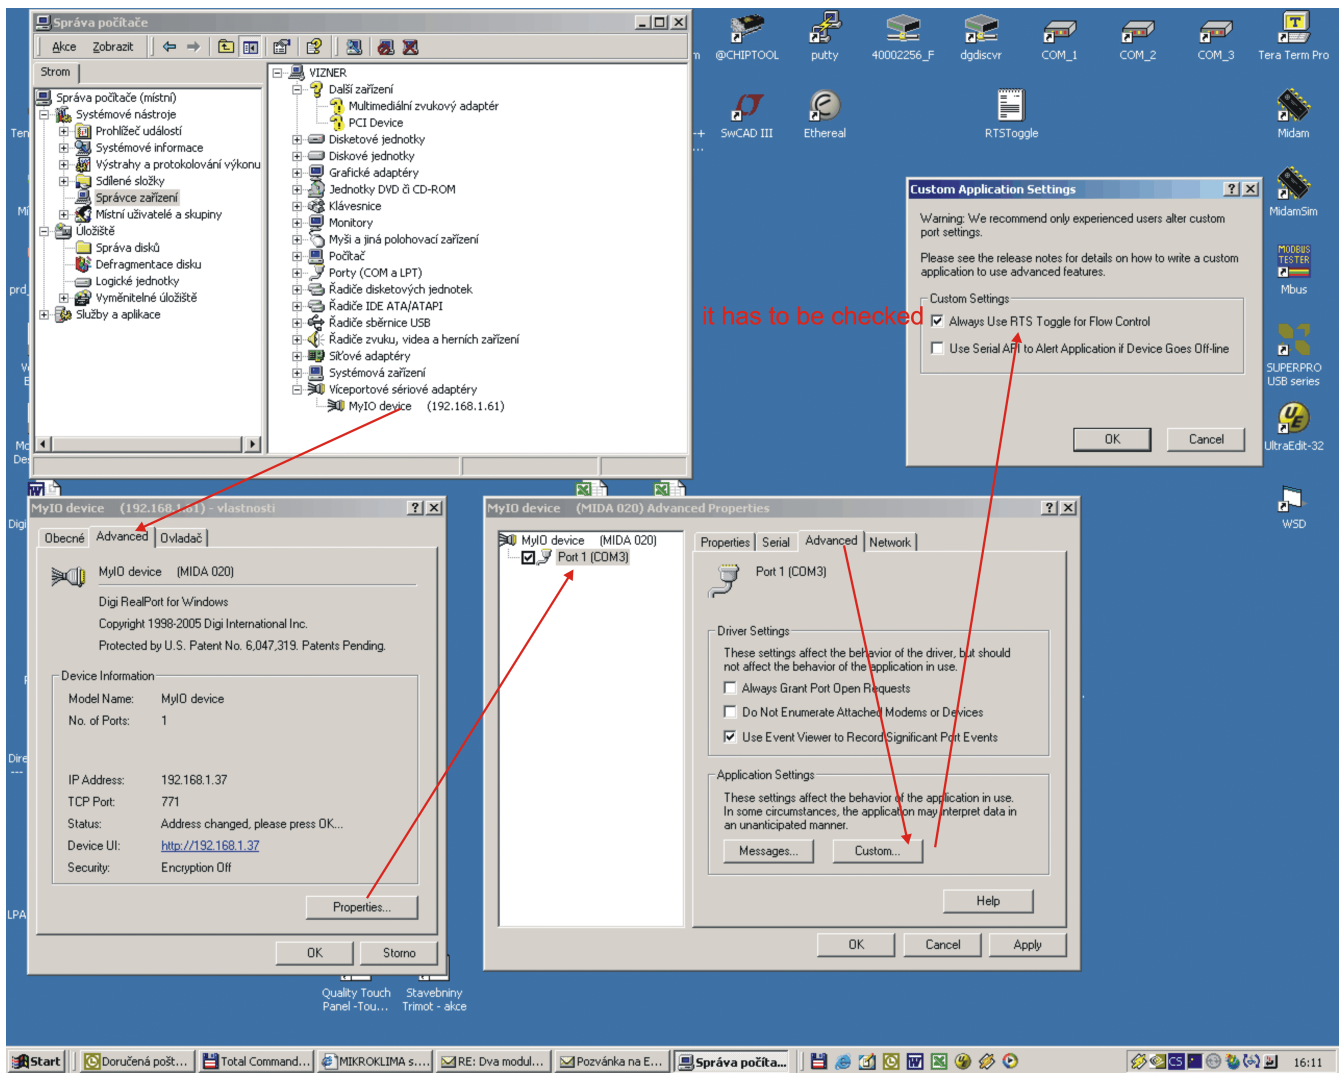 Správa počítače
Akce Zobrazit
Strom
Správa počítače (místní)
Systémové nástroje
Prohlížeč událostí
Systémové informace
Výstrahy a protokolování výkonu
Sdílené složky
Správce zařízení
Místní uživatelé a skupiny
Úložiště
Správa disků
Defragmentace disku
Logické jednotky
Vyměnitelné úložiště
Služby a aplikace
VIZNER
Další zařízení
Multimediální zvukový adaptér
PCI Device
Disketové jednotky
Diskové jednotky
Grafické adaptéry
Jednotky DVD či CD-ROM
Klávesnice
Monitory
Myši a jiná polohovací zařízení
Počítač
Porty (COM a LPT)
Řadiče disketových jednotek
Řadiče IDE ATA/ATAPI
Řadiče sběrnice USB
Řadiče zvuku, videa a herních zařízení
Síťové adaptéry
Systémová zařízení
Víceportové sériové adaptéry
MyIO device (192.168.1.61)
@CHIPTOOL
putty
40002256_F
dgdiscvr
COM_1
COM_2
COM_3
Tera Term Pro
SwCAD III
Ethereal
RTSToggle
Midam
MidamSim
MODBUS
TESTER
Mbus
SUPERPRO
USB series
UltraEdit-32
WSD
Custom Application Settings
Warning: We recommend only experienced users alter custom
port settings.
Please see the release notes for details on how to write a custom
application to use advanced features.
Custom Settings
it has to be checked
Always Use RTS Toggle for Flow Control
Use Serial API to Alert Application if Device Goes Off-line
OK Cancel
MyIO device (192.168.1.61) - vlastnosti
Obecné Advanced Ovladač
MyIO device (MIDA 020)
Digi RealPort for Windows
Copyright 1998-2005 Digi International Inc.
Protected by U.S. Patent No. 6,047,319. Patents Pending.
Device Information
Model Name: MyIO device
No. of Ports: 1
IP Address: 192.168.1.37
TCP Port: 771
Status: Address changed, please press OK...
Device UI: http://192.168.1.37
Security: Encryption Off
Properties...
OK Storno
MyIO device (MIDA 020) Advanced Properties
MyIO device (MIDA 020)
Port 1 (COM3)
Properties Serial Advanced Network
Port 1 (COM3)
Driver Settings
These settings affect the behavior of the driver, but should
not affect the behavior of the application in use.
Always Grant Port Open Requests
Do Not Enumerate Attached Modems or Devices
Use Event Viewer to Record Significant Port Events
Application Settings
These settings affect the behavior of the application in use.
In some circumstances, the application may interpret data in
an unanticipated manner.
Messages... Custom...
Help
OK Cancel Apply
Quality Touch
Panel -Tou...
Stavebniny
Trimot - akce
Start Doručená pošt... Total Command... MIKROKLIMA s.... RE: Dva modul... Pozvánka na E... Správa počíta... CS 16:11